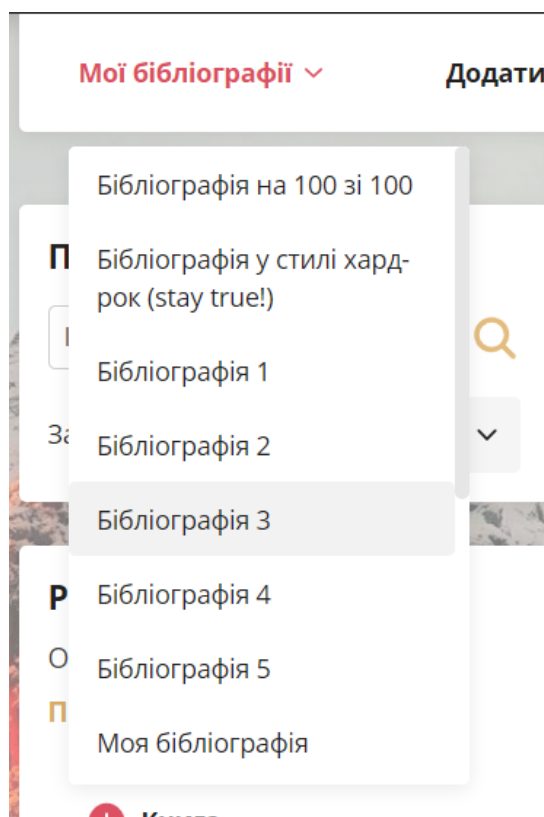 Мої бібліографії Додати
Бібліографія на 100 зі 100
П Бібліографія у стилі хард-
рок (stay true!)
Бібліографія 1
За
Бібліографія 2
Бібліографія 3
Р Бібліографія 4
О
Бібліографія 5
П
Моя бібліографія